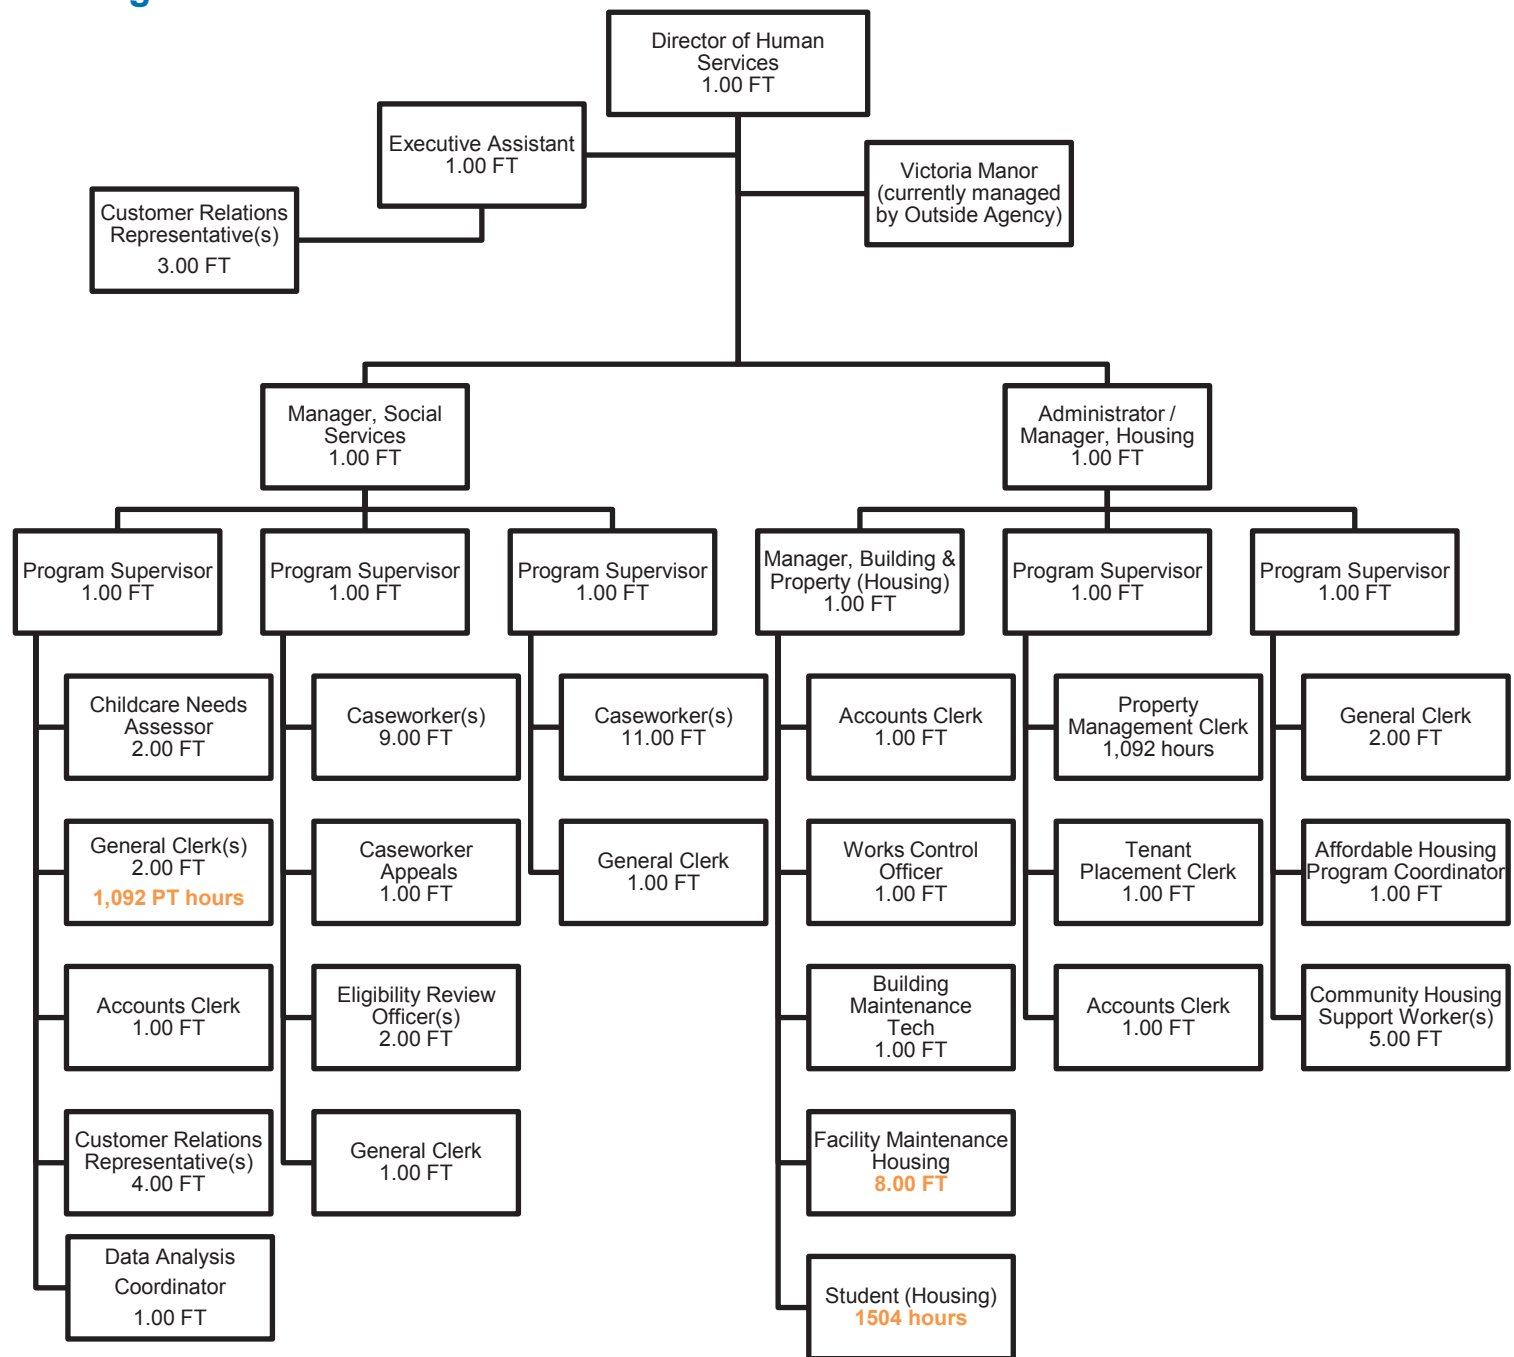 Director of Human
Services
1.00 FT
Executive Assistant
1.00 FT
Victoria Manor
(currently managed
by Outside Agency)
Customer Relations
Representative(s)
3.00 FT
Manager, Social
Services
1.00 FT
Administrator /
Manager, Housing
1.00 FT
Program Supervisor
1.00 FT
Program Supervisor
1.00 FT
Program Supervisor
1.00 FT
Manager, Building &
Property (Housing)
1.00 FT
Program Supervisor
1.00 FT
Program Supervisor
1.00 FT
Childcare Needs
Assessor
2.00 FT
Caseworker(s)
9.00 FT
Caseworker(s)
11.00 FT
Accounts Clerk
1.00 FT
Property
Management Clerk
1,092 hours
General Clerk
2.00 FT
General Clerk(s)
2.00 FT
1,092 PT hours
Caseworker
Appeals
1.00 FT
General Clerk
1.00 FT
Works Control
Officer
1.00 FT
Tenant
Placement Clerk
1.00 FT
Affordable Housing
Program Coordinator
1.00 FT
Accounts Clerk
1.00 FT
Eligibility Review
Officer(s)
2.00 FT
Building
Maintenance
Tech
1.00 FT
Accounts Clerk
1.00 FT
Community Housing
Support Worker(s)
5.00 FT
Customer Relations
Representative(s)
4.00 FT
General Clerk
1.00 FT
Facility Maintenance
Housing
8.00 FT
Data Analysis
Coordinator
1.00 FT
Student (Housing)
1504 hours